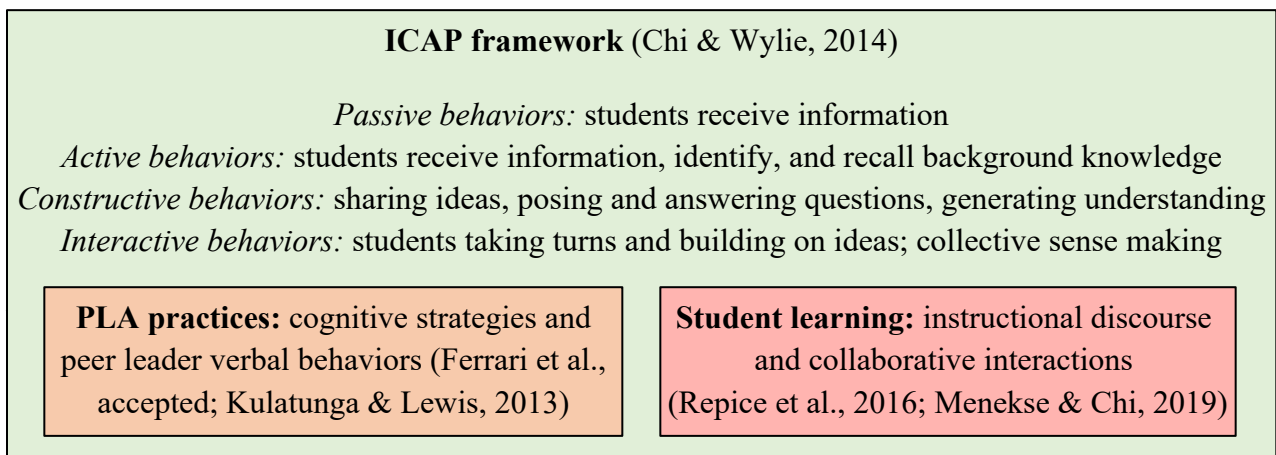 ICAP framework (Chi & Wylie, 2014)
Passive behaviors: students receive information
Active behaviors: students receive information, identify, and recall background knowledge
Constructive behaviors: sharing ideas, posing and answering questions, generating understanding
Interactive behaviors: students taking turns and building on ideas; collective sense making
PLA practices: cognitive strategies and
peer leader verbal behaviors (Ferrari et al.,
accepted; Kulatunga & Lewis, 2013)
Student learning: instructional discourse
and collaborative interactions
(Repice et al., 2016; Menekse & Chi, 2019)